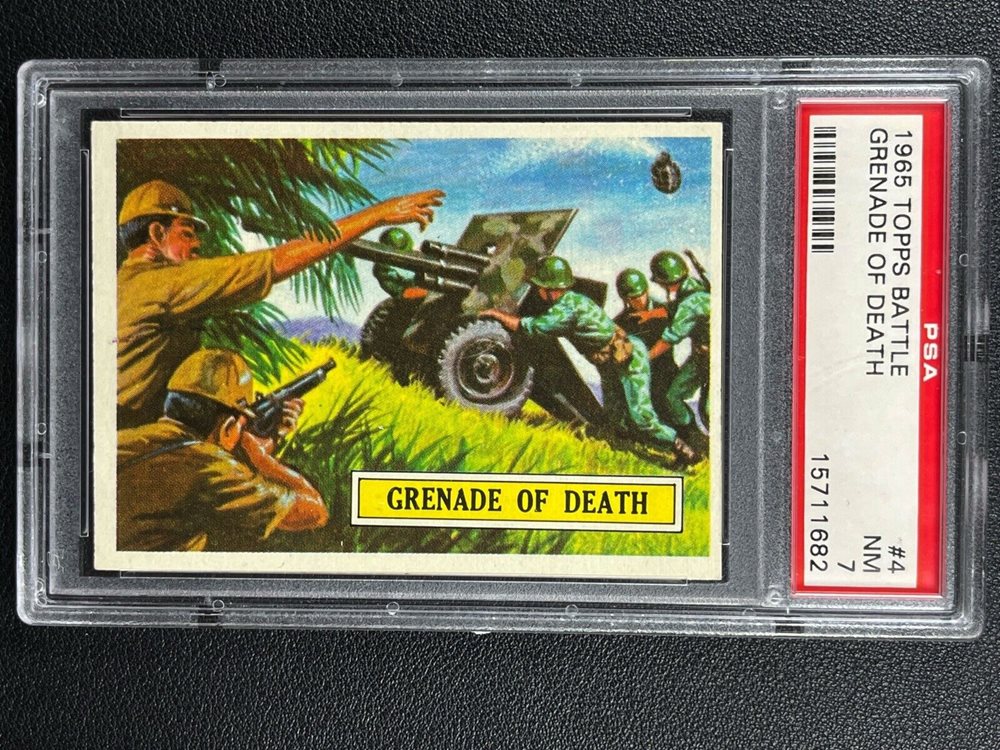 GRENADE OF DEATH
1965 TOPPS BATTLE
GRENADE OF DEATH
#4
NM
7
15711682
PSA